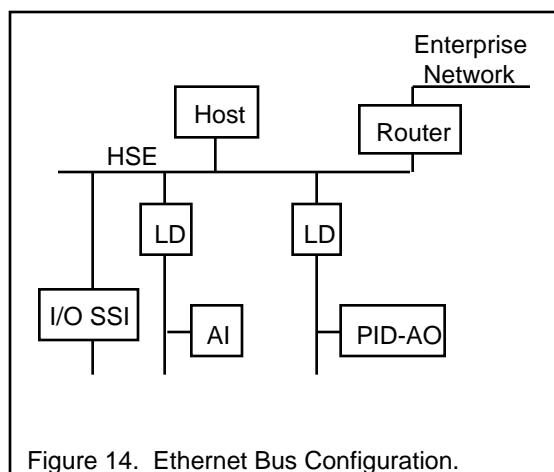 Enterprise
Network
Host
Router
HSE
LD
LD
I/O SSI
AI
PID-AO
Figure 14.  Ethernet Bus Configuration.